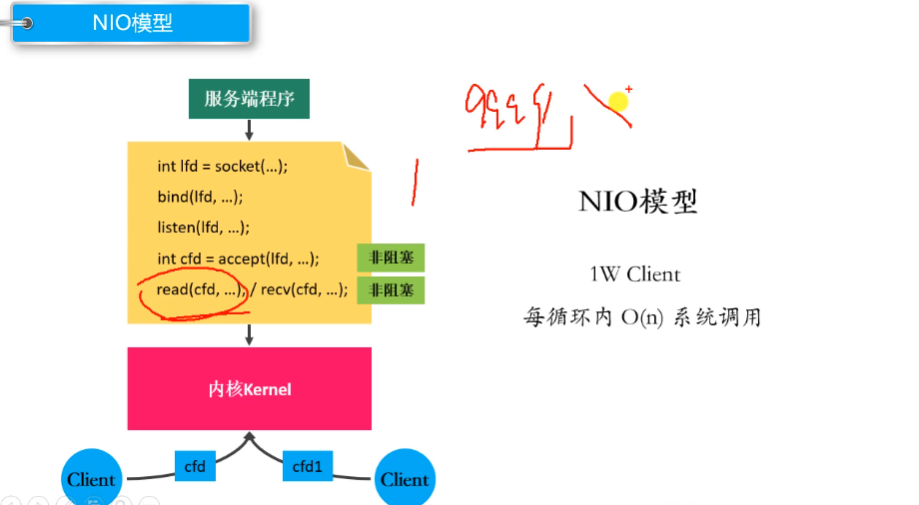 NIO模型
服务端程序
int lfd = socket(...);
bind(lfd, ...);
listen(lfd, ...);
int cfd = accept(lfd, ...);
非阻塞
read(cfd, ...); / recv(cfd, ...);
非阻塞
内核Kernel
cfd
cfd1
Client
Client
NIO模型
1W Client
每循环内 O(n) 系统调用